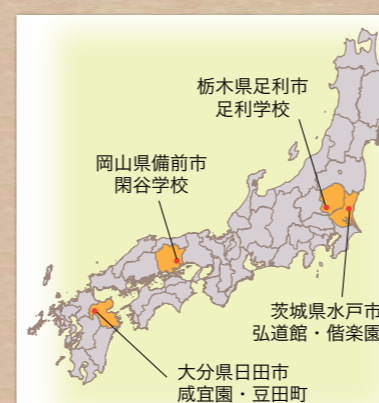 栃木県足利市
足利学校
岡山県備前市
閑谷学校
茨城県水戸市
弘道館・偕楽園
大分県日田市
咸宜園・豆田町